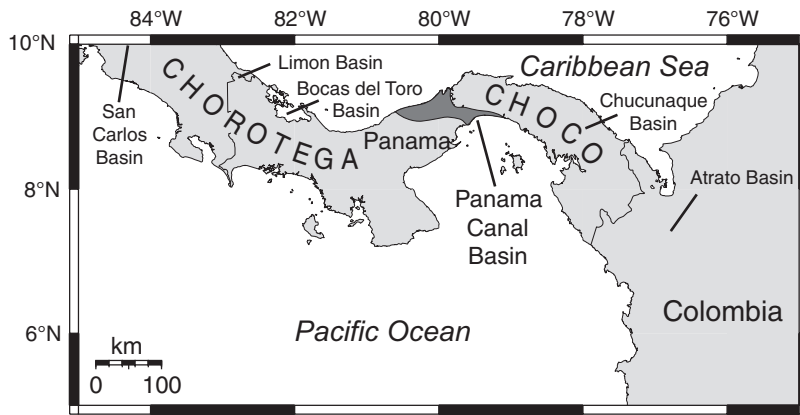 84°W 82°W 80°W 78°W 76°W
10°N
8°N
6°N
Caribbean Sea
Limon Basin
Bocas del Toro
Basin
San
Carlos
Basin
CHOROTEGA
Panama
CHOCO
Chucunaque
Basin
Panama
Canal
Basin
Atrato Basin
Colombia
Pacific Ocean
km
0 100